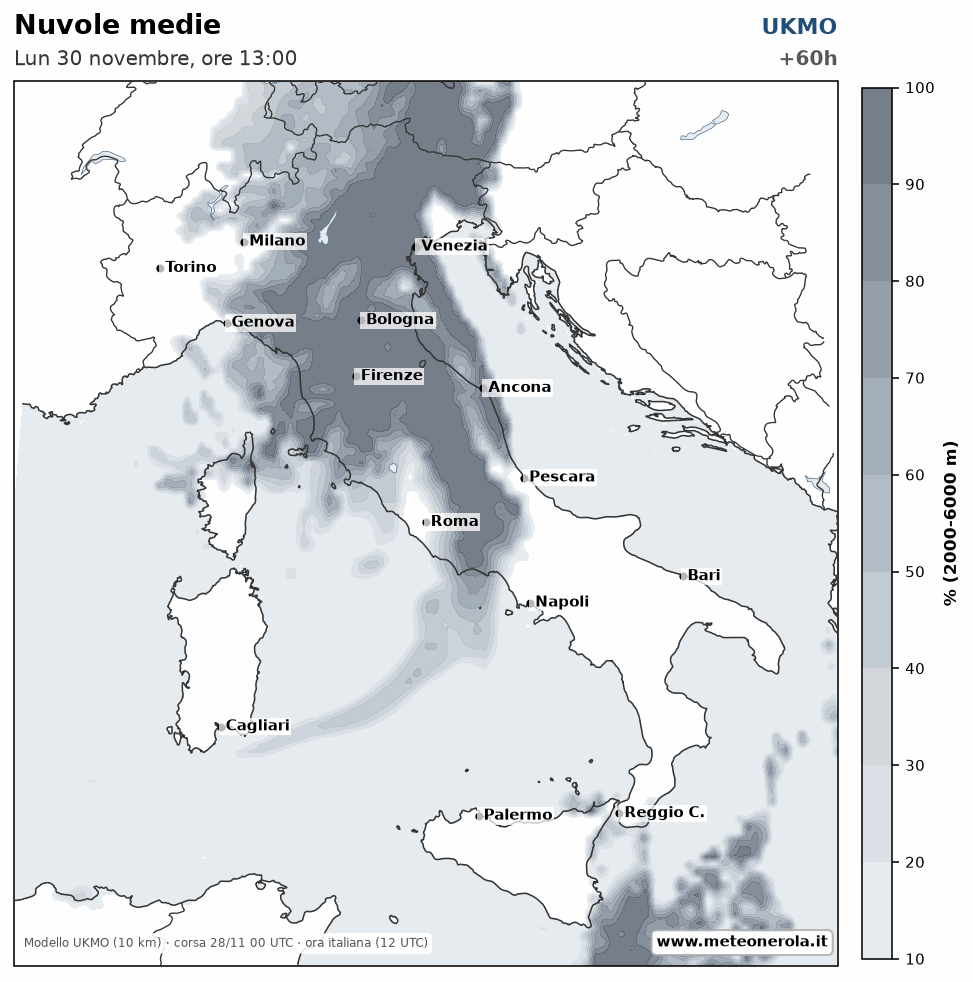 Nuvole medie
UKMO
Lun 30 novembre, ore 13:00
+60h
Milano
Venezia
Torino
Genova
Bologna
Firenze
Ancona
Pescara
Roma
Bari
Napoli
Cagliari
Palermo
Reggio C.
Modello UKMO (10 km) · corsa 28/11 00 UTC · ora italiana (12 UTC)
www.meteonerola.it
100
90
80
70
60
50
40
30
20
10
% (2000-6000 m)